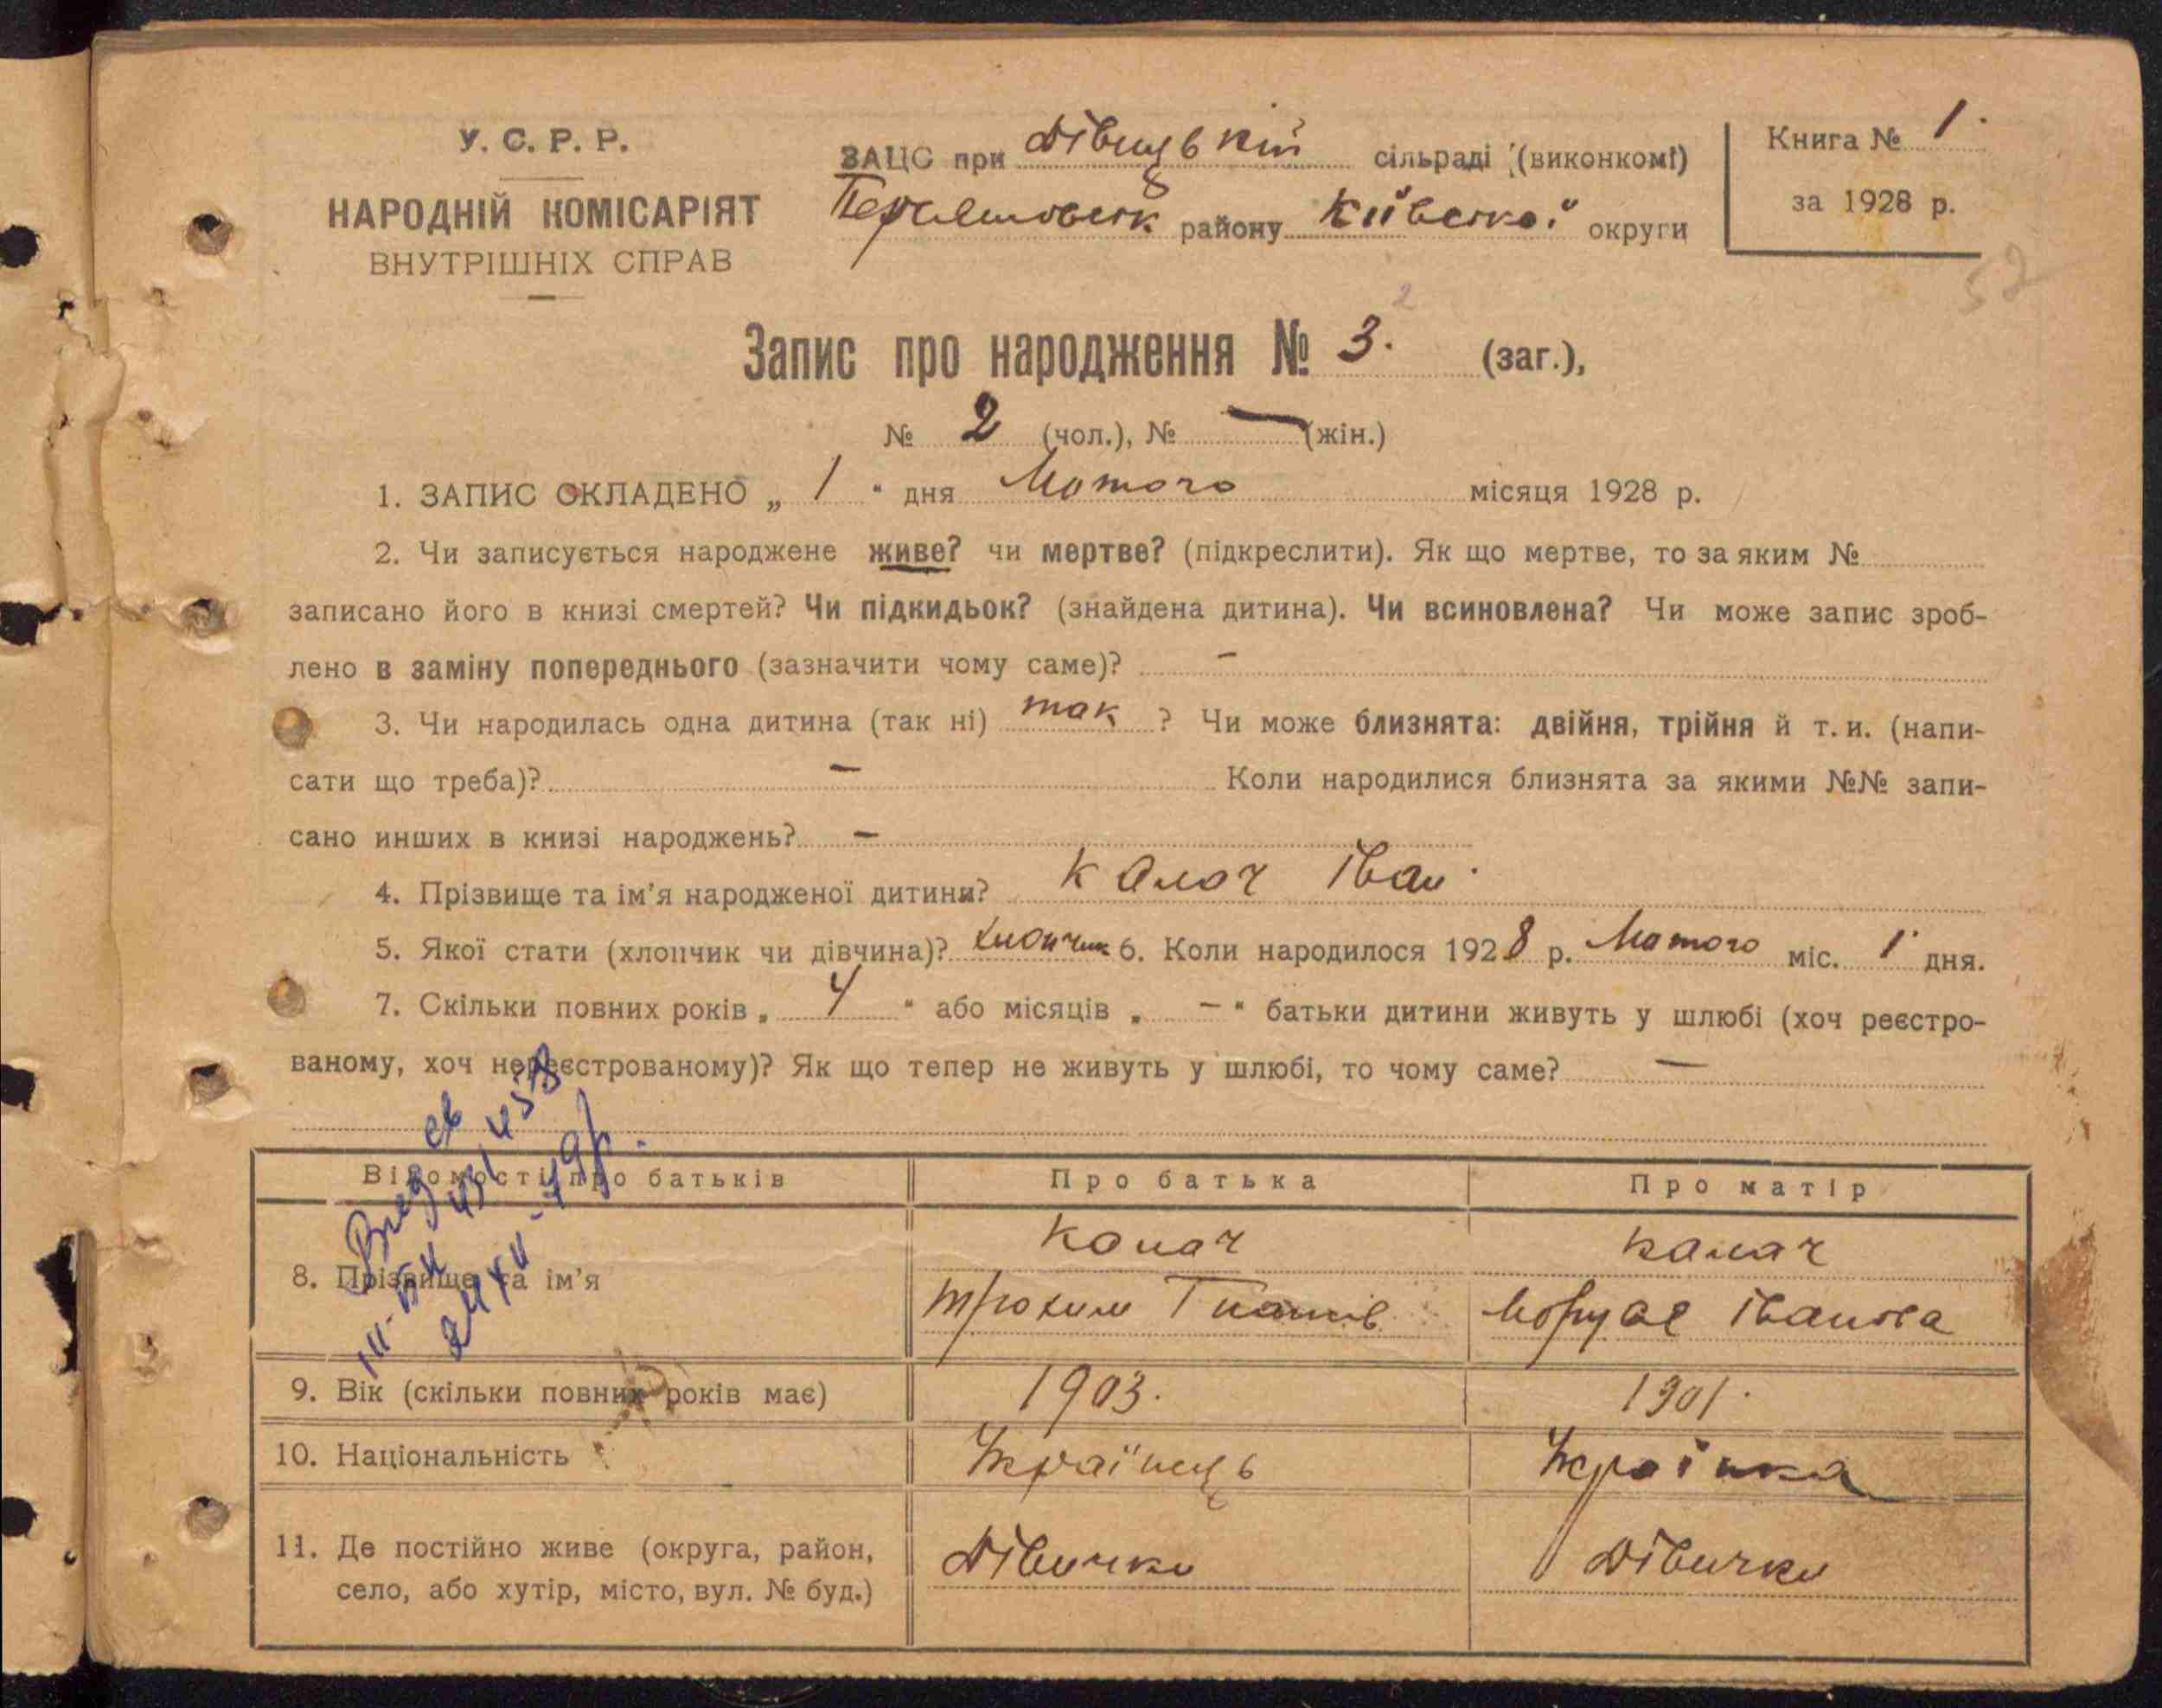 У. С. Р. Р.
НАРОДНІЙ КОМІСАРІЯТ
ВНУТРІШНІХ СПРАВ
ЗАЦС при Дівицькій сільраді (виконкомі)
району Київської округи
Книга № 1.
за 1928 р.
52
Запис про народження № 3. (заг.),
2
№ 2 (чол.), № — (жін.)
1. ЗАПИС СКЛАДЕНО „ 1 “ дня Лютого місяця 1928 р.
2. Чи записується народжене живе? чи мертве? (підкреслити). Як що мертве, то за яким №
записано його в книзі смертей? Чи підкидьок? (знайдена дитина). Чи всиновлена? Чи може запис зроб-
лено в заміну попереднього (зазначити чому саме)? —
3. Чи народилась одна дитина (так ні) так ? Чи може близнята: двійня, трійня й т. и. (напи-
сати що треба)? — Коли народилися близнята за якими №№ запи-
сано инших в книзі народжень? —
4. Прізвище та ім’я народженої дитини? Калач Іван.
5. Якої стати (хлопчик чи дівчина)? хлопчик 6. Коли народилося 1928 р. Лютого міс. 1 дня.
7. Скільки повних років „ 4 “ або місяців „ — “ батьки дитини живуть у шлюбі (хоч реєстро-
ваному, хоч нереєстрованому)? Як що тепер не живуть у шлюбі, то чому саме? —
Відомості про батьків Про батька Про матір
8. Прізвище та ім’я Калач Калач
Трохим Гнатів Іванова
9. Вік (скільки повних років має) 1903. 1901.
10. Національність Українець Українка
11. Де постійно живе (округа, район, Дівички Дівички
село, або хутір, місто, вул. № буд.)